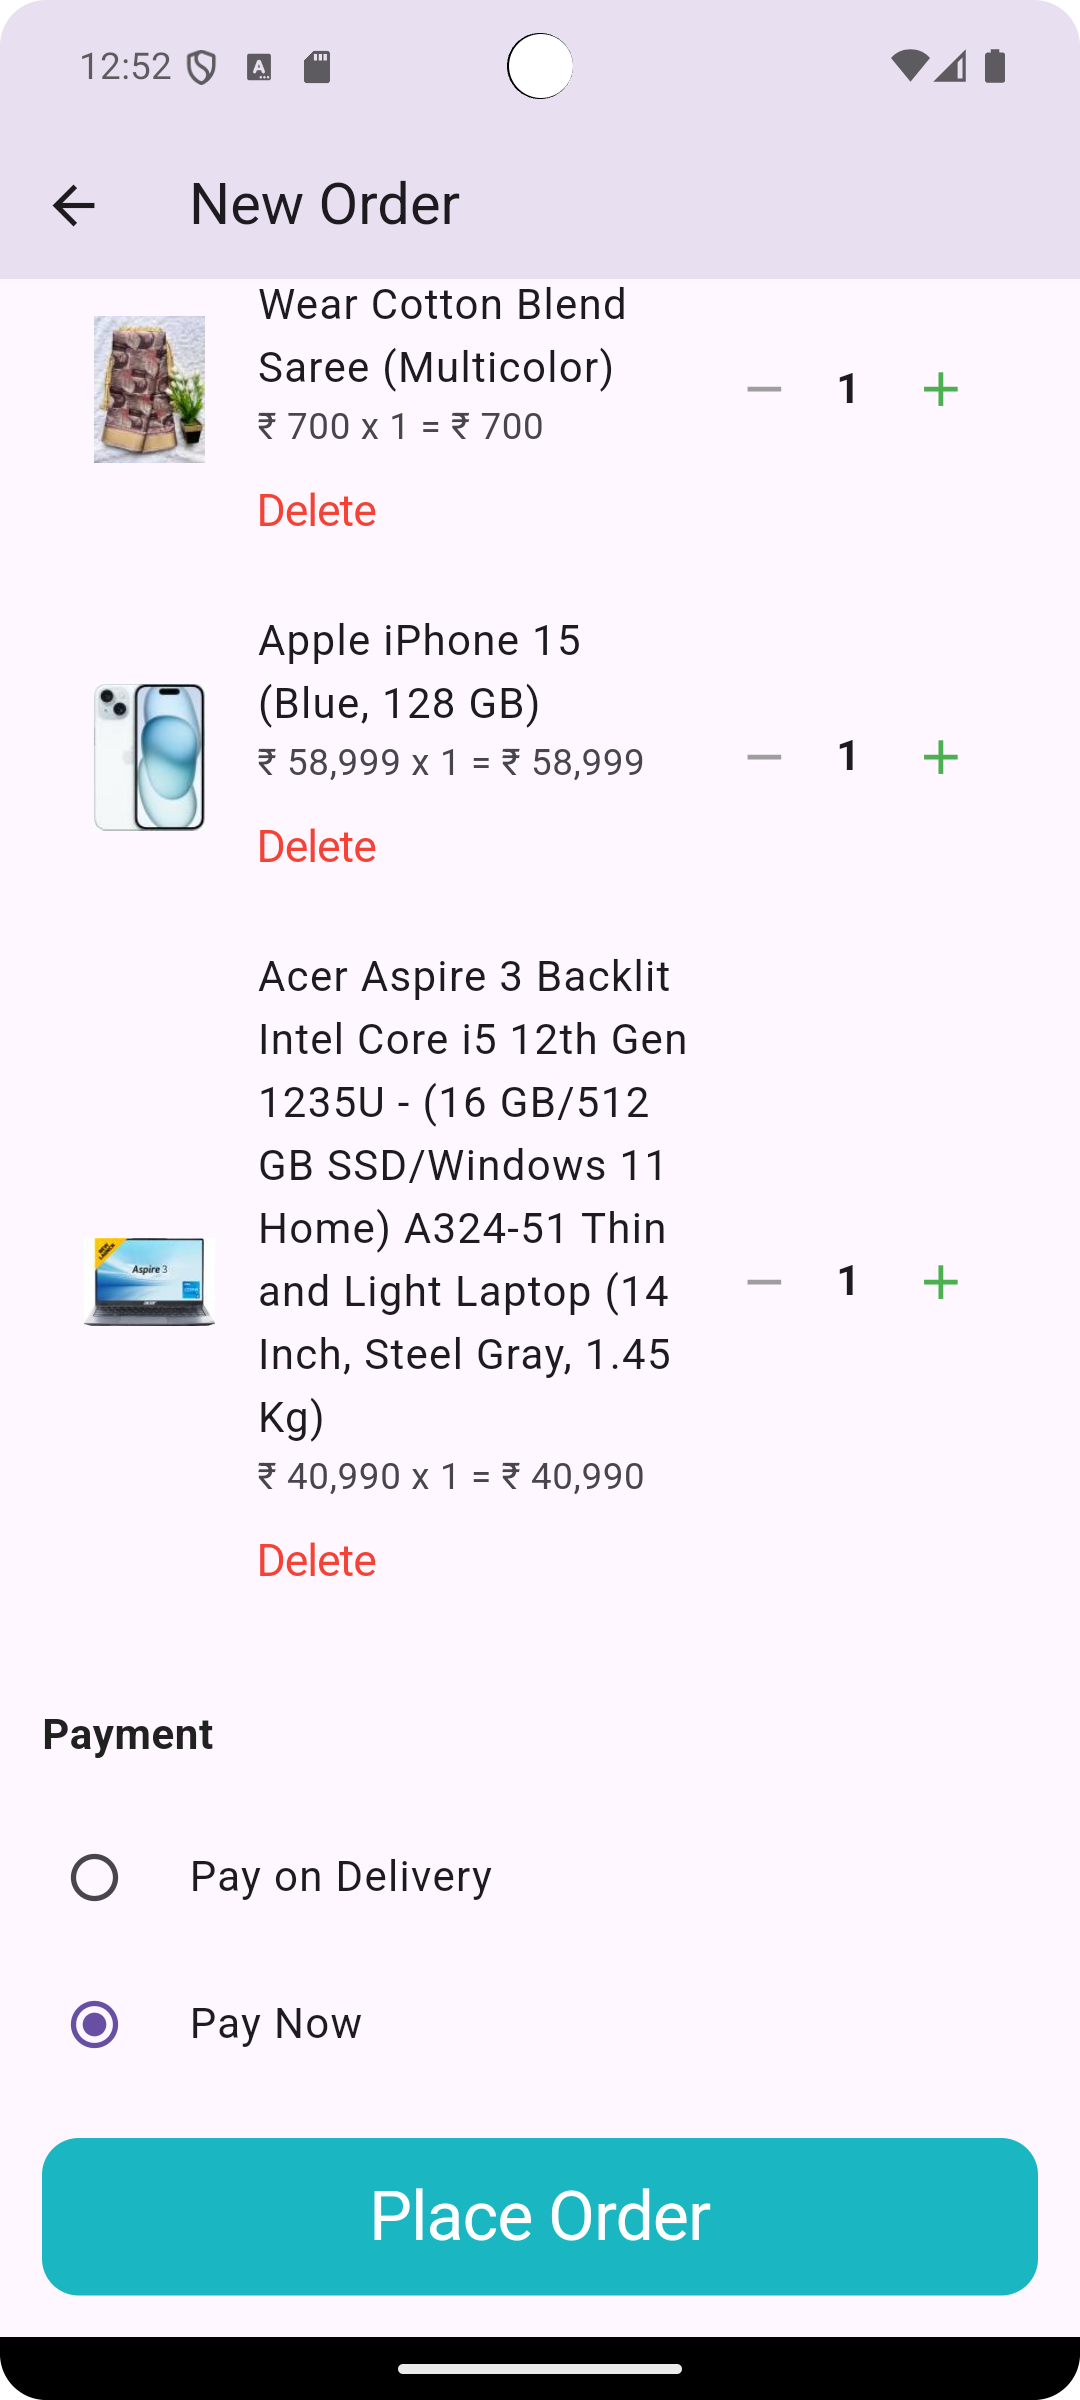 12:52
New Order
Wear Cotton Blend
Saree (Multicolor)
₹ 700 x 1 = ₹ 700
1
Delete
Apple iPhone 15
(Blue, 128 GB)
₹ 58,999 x 1 = ₹ 58,999
1
Delete
Acer Aspire 3 Backlit
Intel Core i5 12th Gen
1235U - (16 GB/512
GB SSD/Windows 11
Home) A324-51 Thin
and Light Laptop (14
Inch, Steel Gray, 1.45
Kg)
Aspire 3
1
₹ 40,990 x 1 = ₹ 40,990
Delete
Payment
Pay on Delivery
Pay Now
Place Order